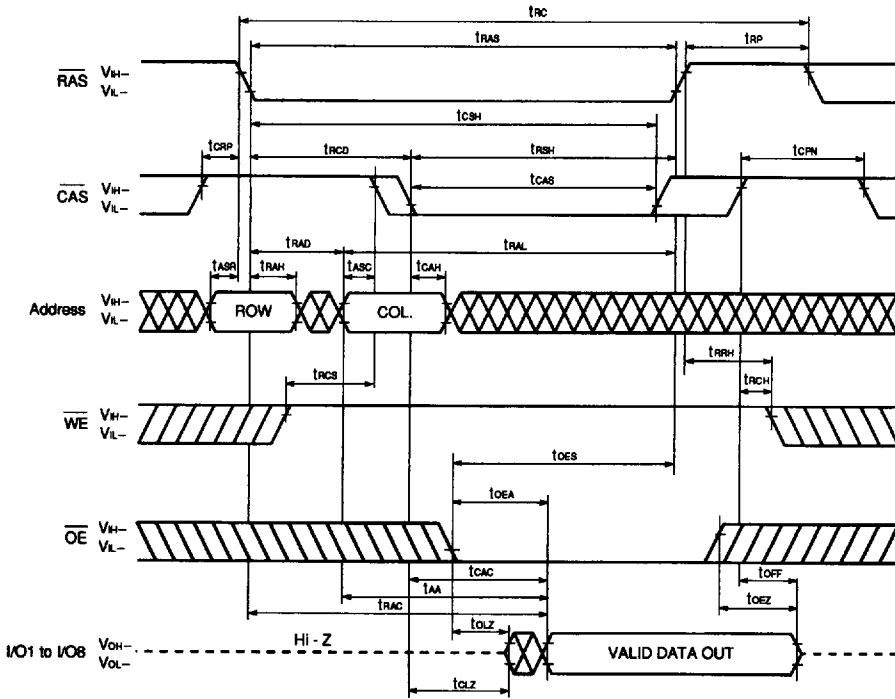 tRC
tRAS
tRP
RAS
VIH–
VIL–
tCSH
tCRP
tRCD
tRSH
tCPN
tCAS
CAS
VIH–
VIL–
tRAD
tRAL
tASR
tRAH
tASC
tCAH
Address
VIH–
VIL–
ROW
COL.
tRRH
tRCS
tRCH
WE
VIH–
VIL–
tOES
tOEA
OE
VIH–
VIL–
tCAC
tOFF
tAA
tOEZ
tRAC
tOLZ
Hi - Z
I/O1 to I/O8
VOH–
VOL–
VALID DATA OUT
tCLZ